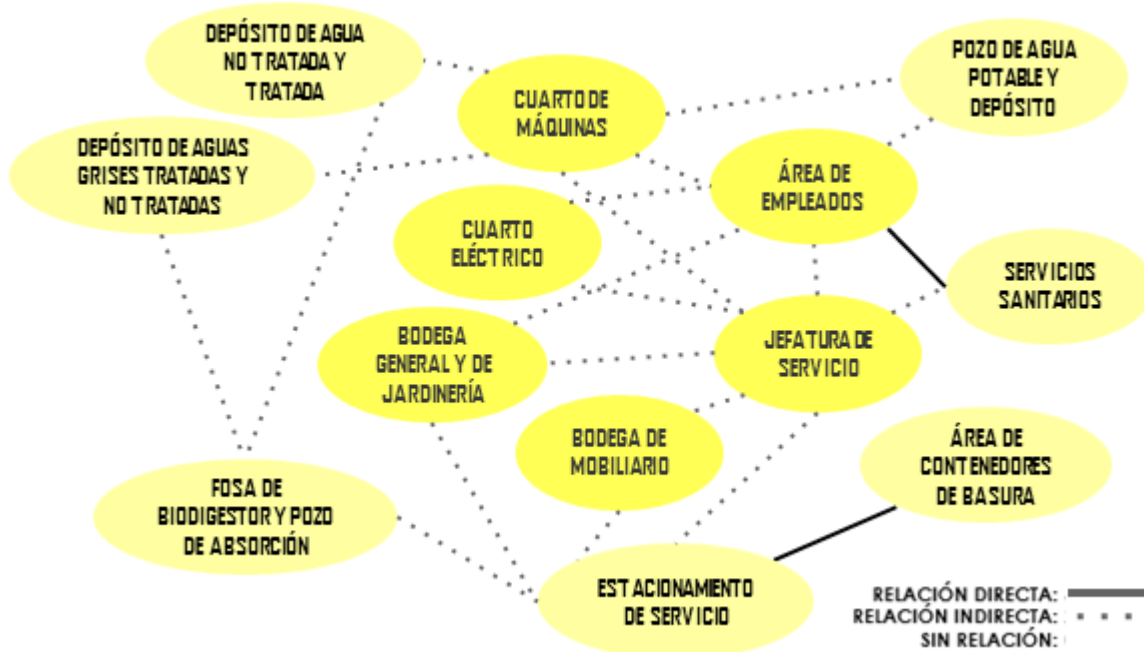 DEPÓSITO DE AGUA
NO TRATADA Y
TRATADA
CUARTO DE
MÁQUINAS
POZO DE AGUA
POTABLE Y
DEPÓSITO
DEPÓSITO DE AGUAS
GRISES TRATADAS Y
NO TRATADAS
ÁREA DE
EMPLEADOS
CUARTO
ELÉCTRICO
SERVICIOS
SANITARIOS
BODEGA
GENERAL Y DE
JARDINERÍA
JEFATURA DE
SERVICIO
BODEGA DE
MOBILIARIO
ÁREA DE
CONTENEDORES
DE BASURA
FOSA DE
BIODIGESTOR Y POZO
DE ABSORCIÓN
ESTACIONAMIENTO
DE SERVICIO
RELACIÓN DIRECTA:
RELACIÓN INDIRECTA:
SIN RELACIÓN: